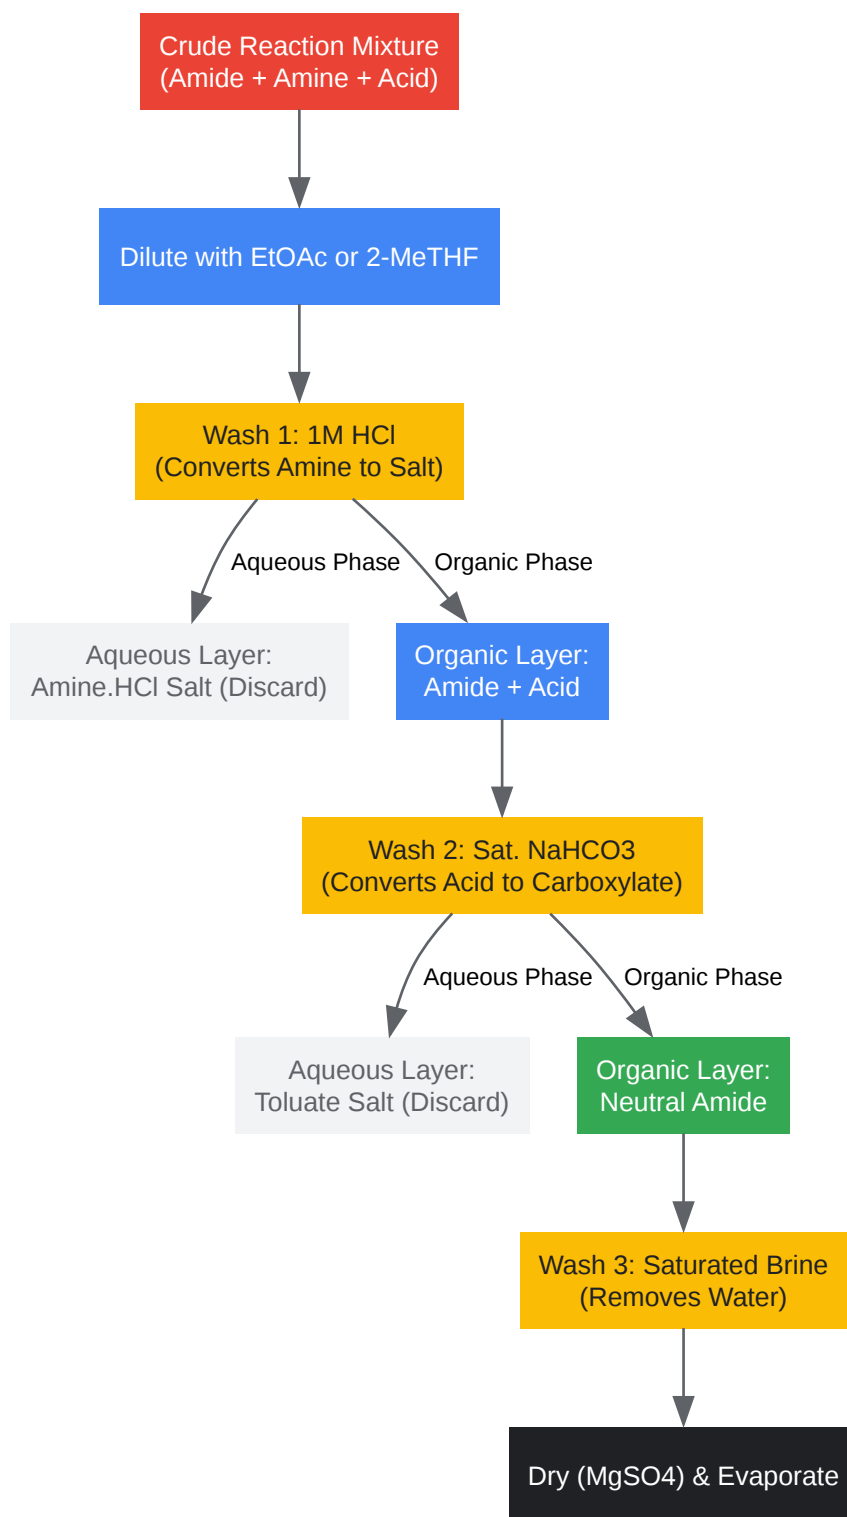 Crude Reaction Mixture
(Amide + Amine + Acid)
Dilute with EtOAc or 2-MeTHF
Wash 1: 1M HCl
(Converts Amine to Salt)
Aqueous Phase
Organic Phase
Aqueous Layer:
Amine.HCl Salt (Discard)
Organic Layer:
Amide + Acid
Wash 2: Sat. NaHCO3
(Converts Acid to Carboxylate)
Aqueous Phase
Organic Phase
Aqueous Layer:
Toluate Salt (Discard)
Organic Layer:
Neutral Amide
Wash 3: Saturated Brine
(Removes Water)
Dry (MgSO4) & Evaporate